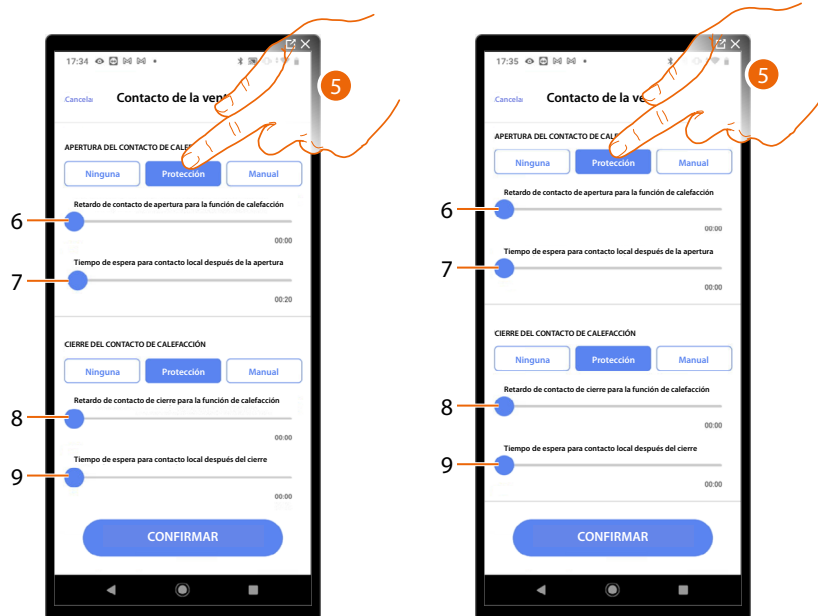 17:34
5
Cancela
Contacto de la
APERTURA DEL CONTACTO DE
Ninguna
Protección
Manual
Retardo de contacto de apertura para la función de calefacción
6
00:00
Tiempo de espera para contacto local después de la apertura
7
00:20
CIERRE DEL CONTACTO DE CALEFACCIÓN
Ninguna
Protección
Manual
Retardo de contacto de cierre para la función de calefacción
8
00:00
Tiempo de espera para contacto local después del cierre
9
00:00
CONFIRMAR
17:35
5
Cancela
Contacto de la
APERTURA DEL CONTACTO DE
Ninguna
Protección
Manual
Retardo de contacto de apertura para la función de calefacción
6
00:00
Tiempo de espera para contacto local después de la apertura
7
00:00
CIERRE DEL CONTACTO DE CALEFACCIÓN
Ninguna
Protección
Manual
Retardo de contacto de cierre para la función de calefacción
8
00:00
Tiempo de espera para contacto local después del cierre
9
00:00
CONFIRMAR